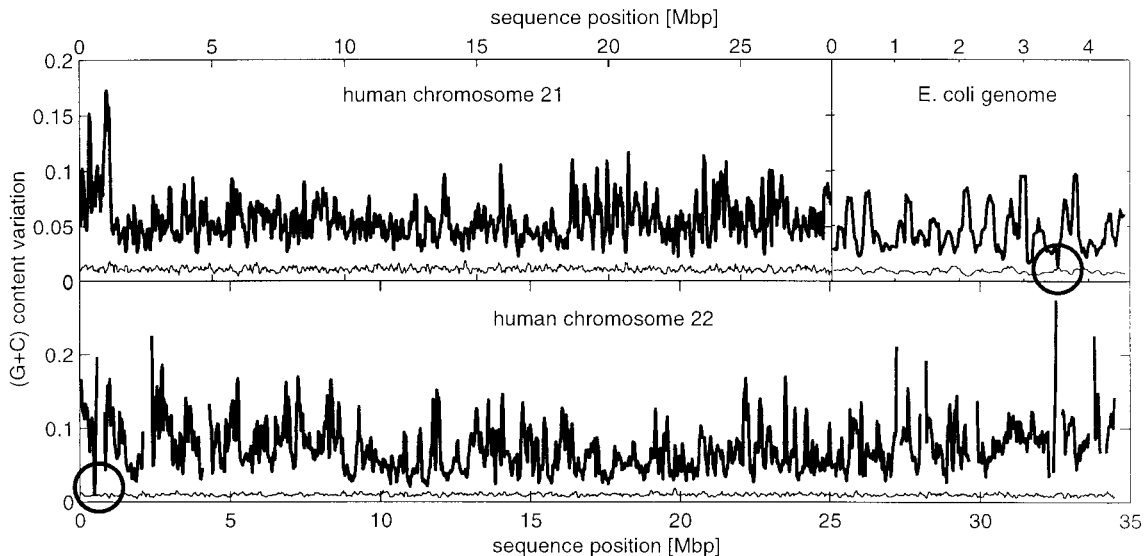 sequence position [Mbp]
0 5 10 15 20 25 0 1 2 3 4
0.2
human chromosome 21
E. coli genome
0.15
0.1
0.05
0
(G+C) content variation
human chromosome 22
0.2
0.1
0
0 5 10 15 20 25 30 35
sequence position [Mbp]